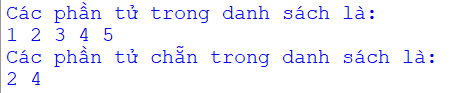 Các phần tử trong danh sách là:
1 2 3 4 5
Các phần tử chẵn trong danh sách là:
2 4